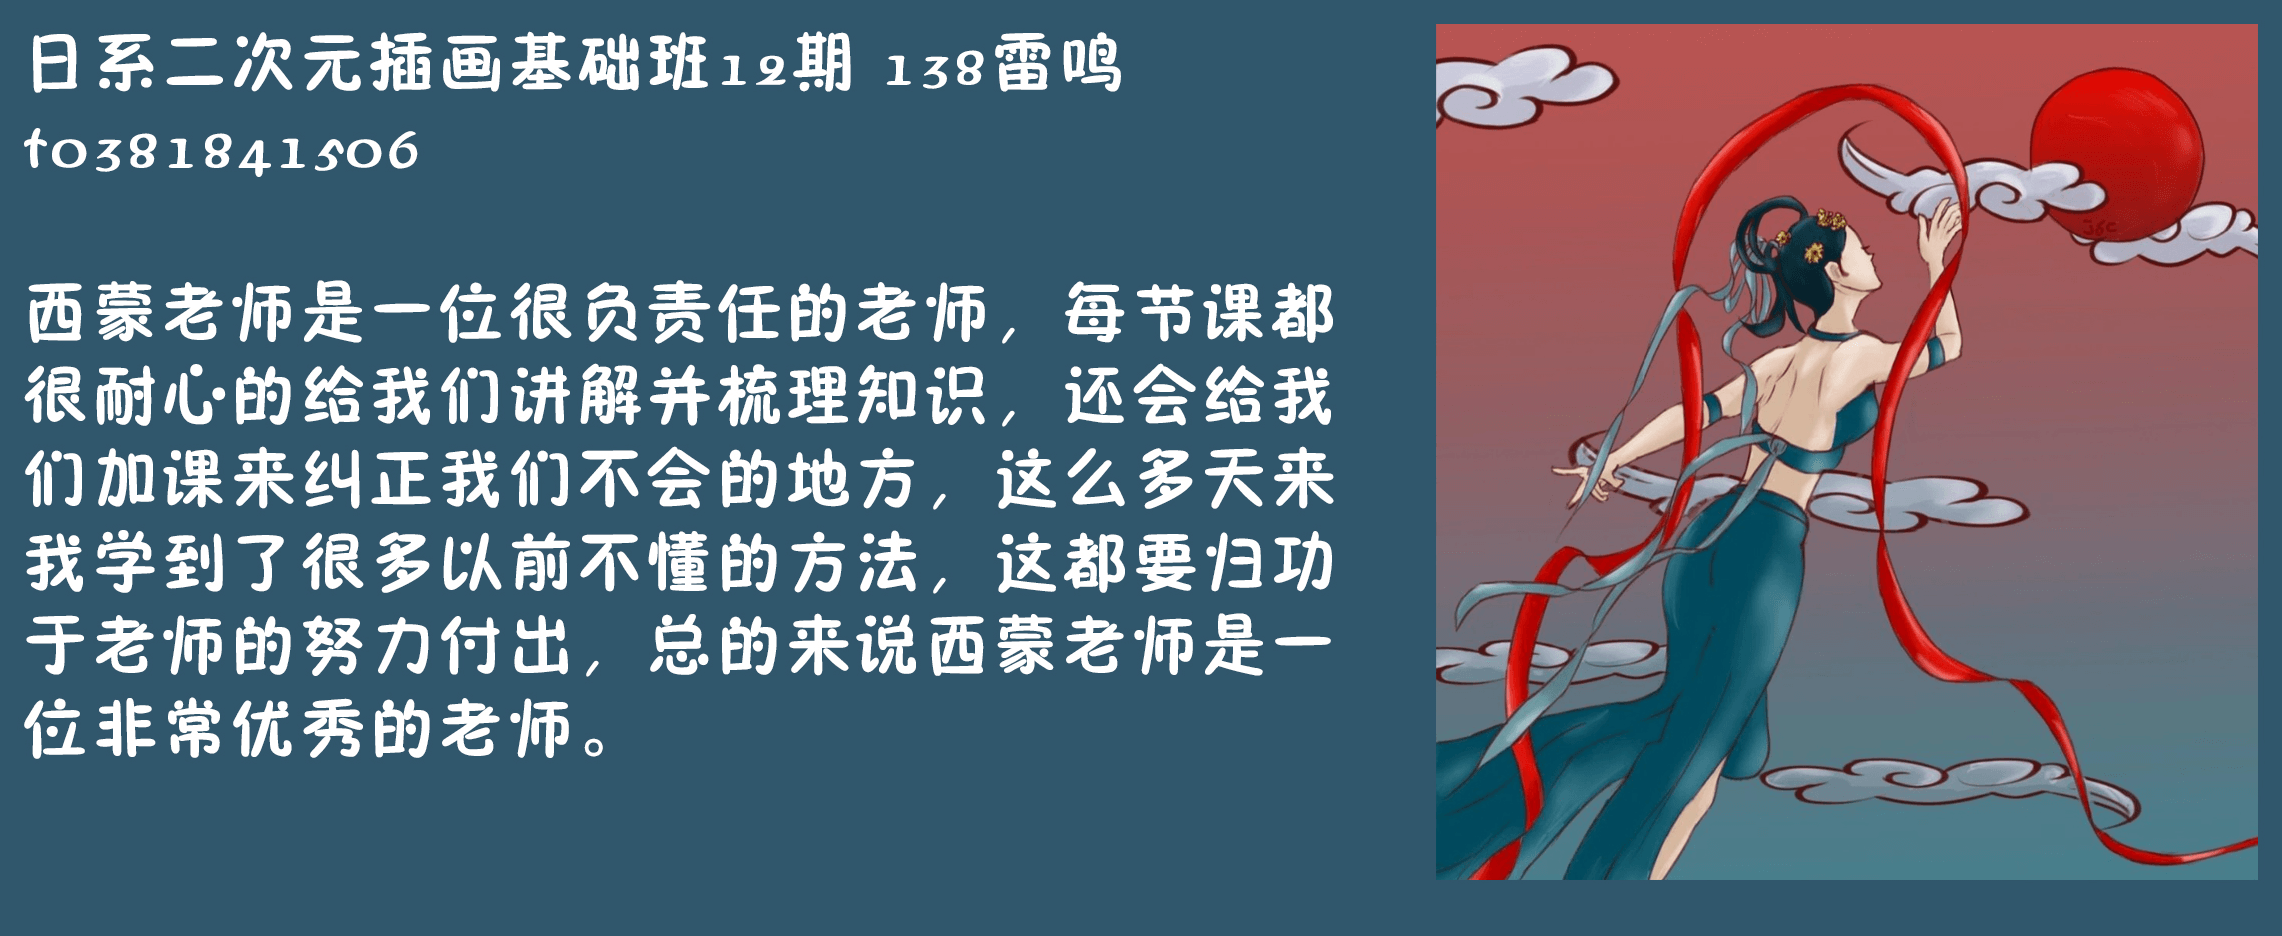 日系二次元插画基础班12期 138雷鸣
t0381841506
西蒙老师是一位很负责任的老师，每节课都
很耐心的给我们讲解并梳理知识，还会给我
们加课来纠正我们不会的地方，这么多天来
我学到了很多以前不懂的方法，这都要归功
于老师的努力付出，总的来说西蒙老师是一
位非常优秀的老师。